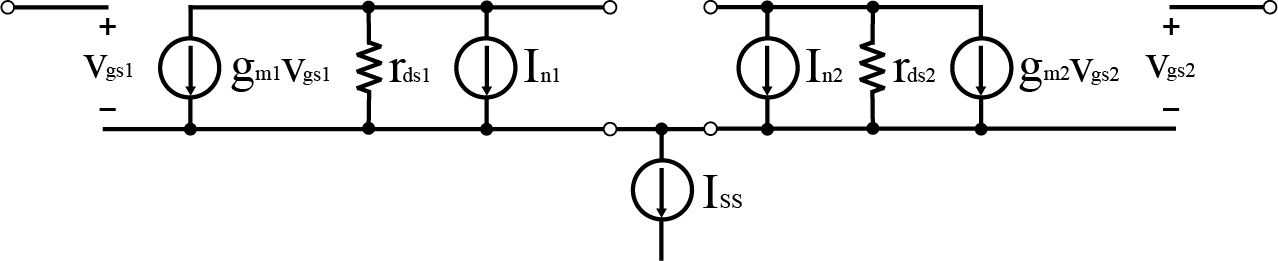 + +
Vgs1 gm1Vgs1 rds1 In1 In2 rds2 gm2Vgs2 Vgs2
− −
ISS